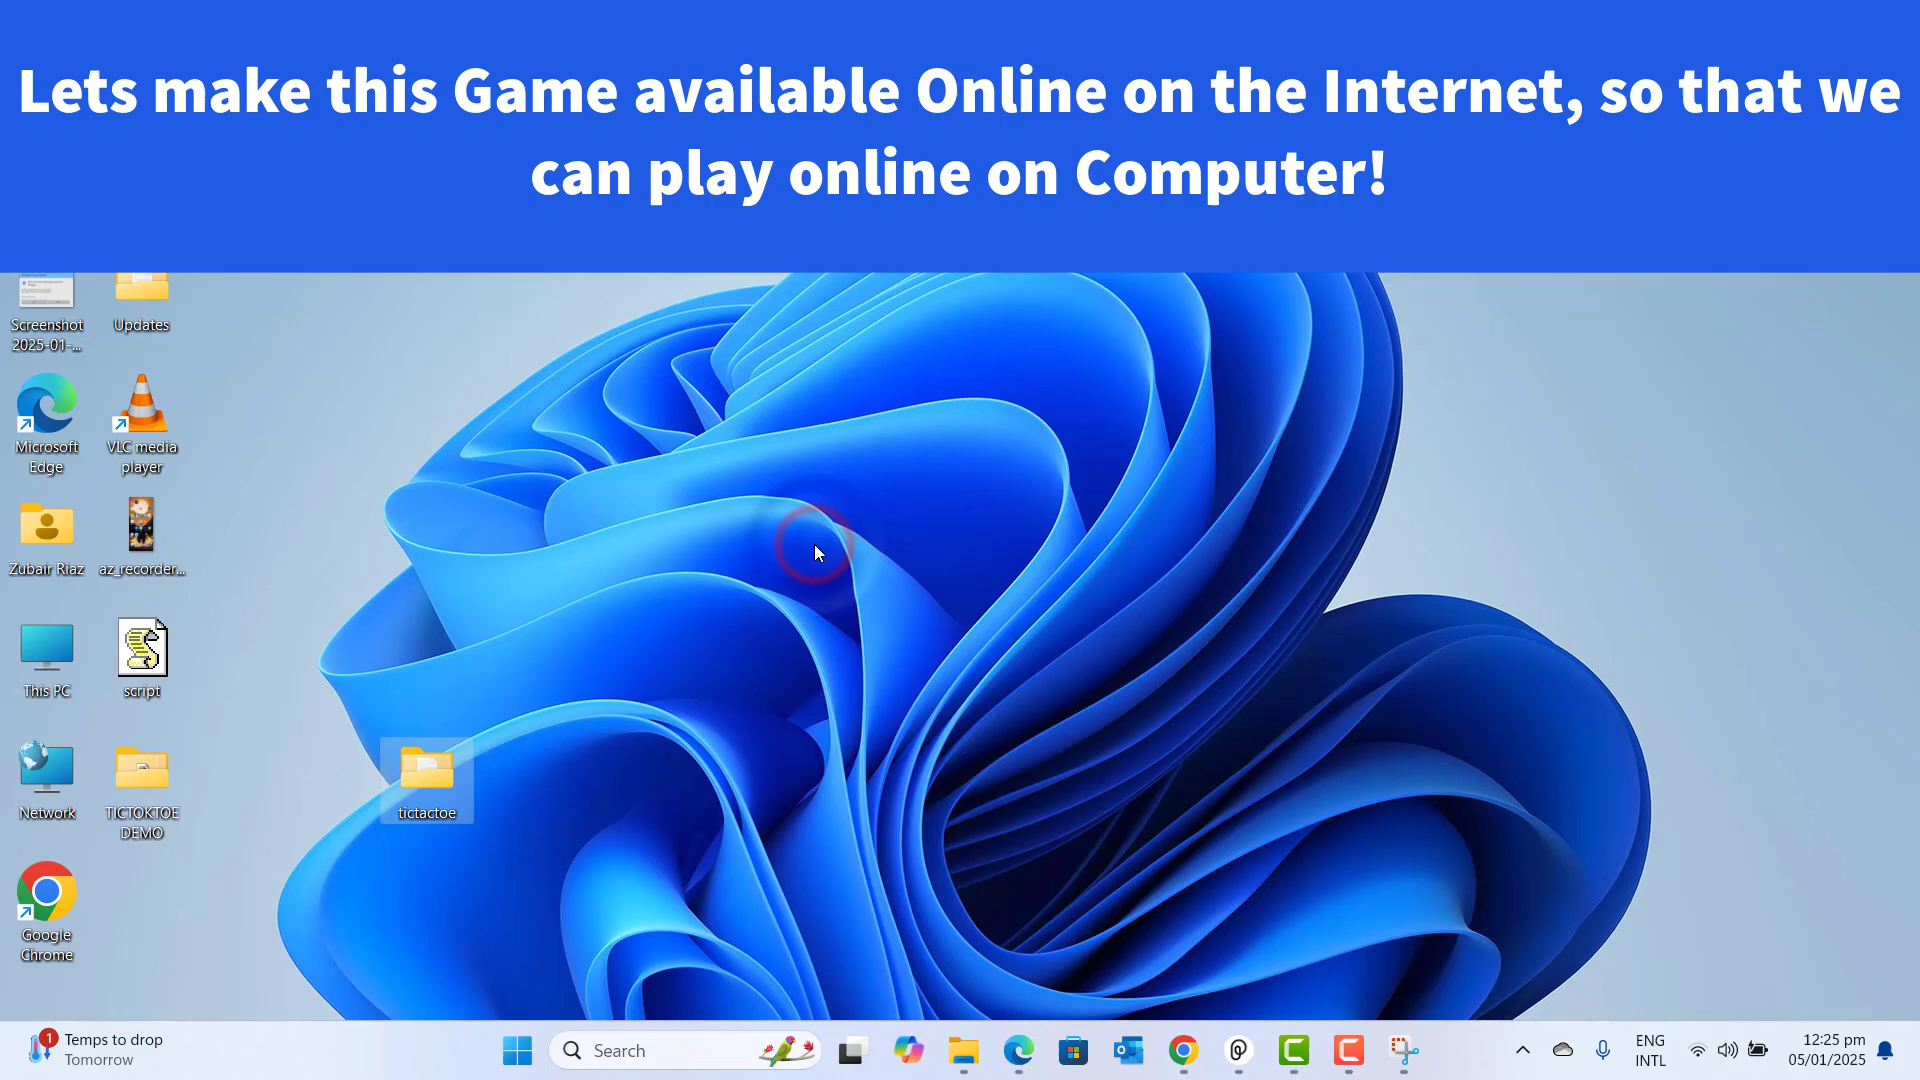 Lets make this Game available Online on the Internet, so that we
can play online on Computer!
Screenshot
2025-01-...
Updates
Microsoft
Edge
VLC media
player
Zubair Riaz
az_recorder...
This PC
script
Network
TICTOKTOE
DEMO
tictactoe
Google
Chrome
1
Temps to drop
Tomorrow
Search
ENG
INTL
12:25 pm
05/01/2025